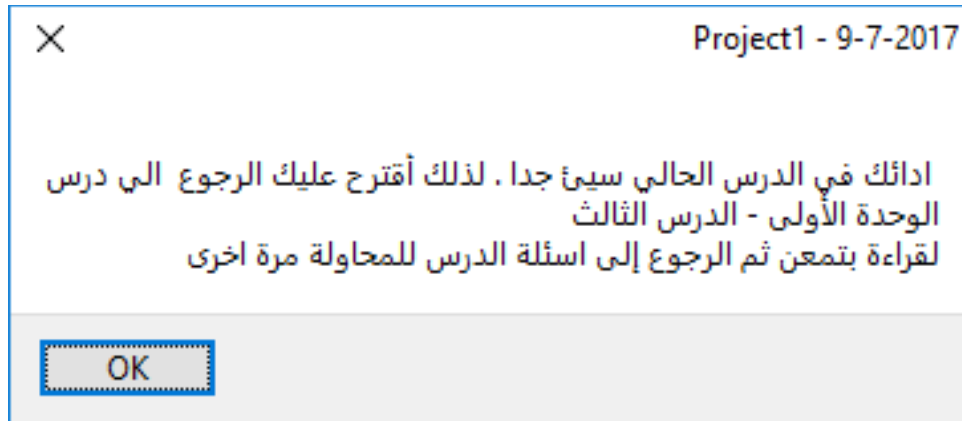 Project1 - 9-7-2017
ادائك في الدرس الحالي سيئ جدا . لذلك أقترح عليك الرجوع الي درس
الوحدة الأولى - الدرس الثالث
لقراءة بتمعن ثم الرجوع إلى اسئلة الدرس للمحاولة مرة اخرى
OK